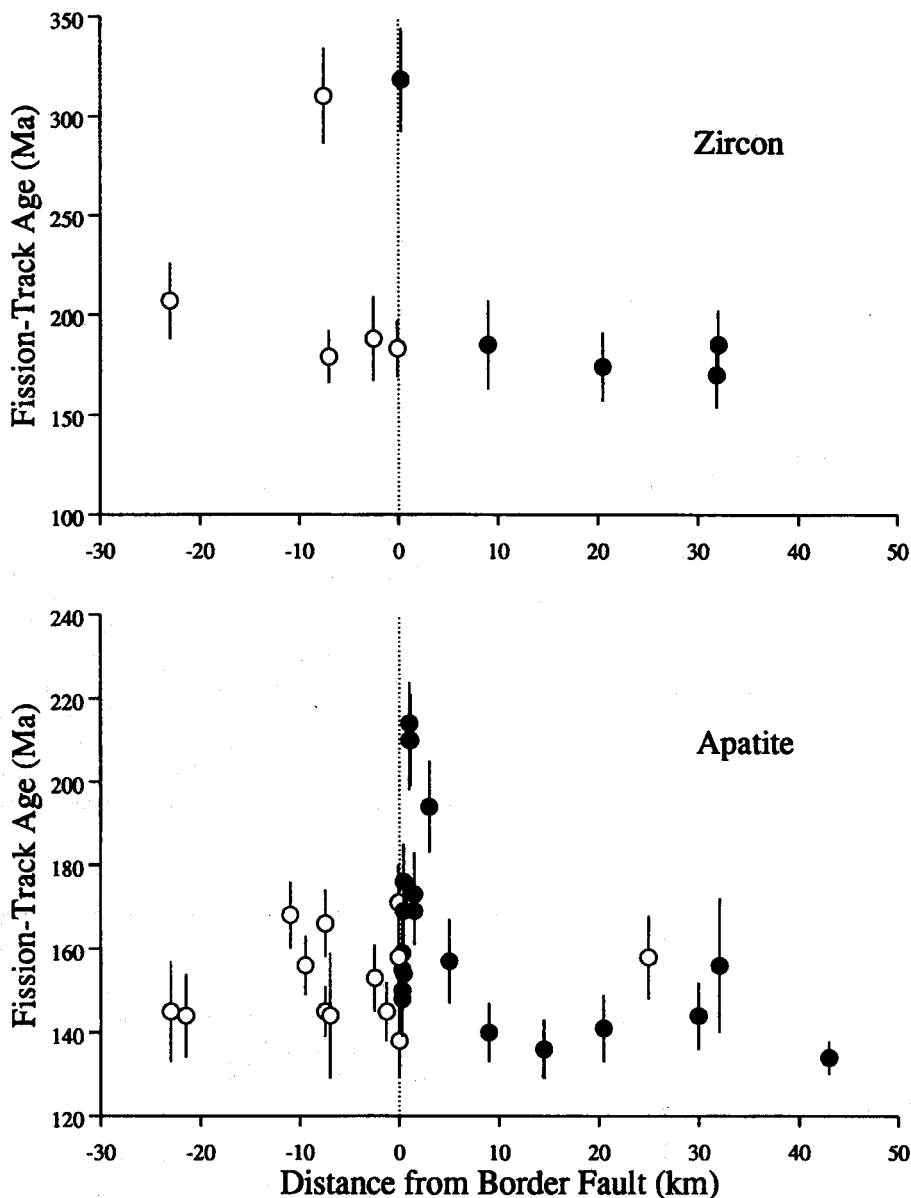 350
300
250
200
150
100
Fission-Track Age (Ma)
Zircon
-30 -20 -10 0 10 20 30 40 50
240
220
200
180
160
140
120
Fission-Track Age (Ma)
Apatite
-30 -20 -10 0 10 20 30 40 50
Distance from Border Fault (km)